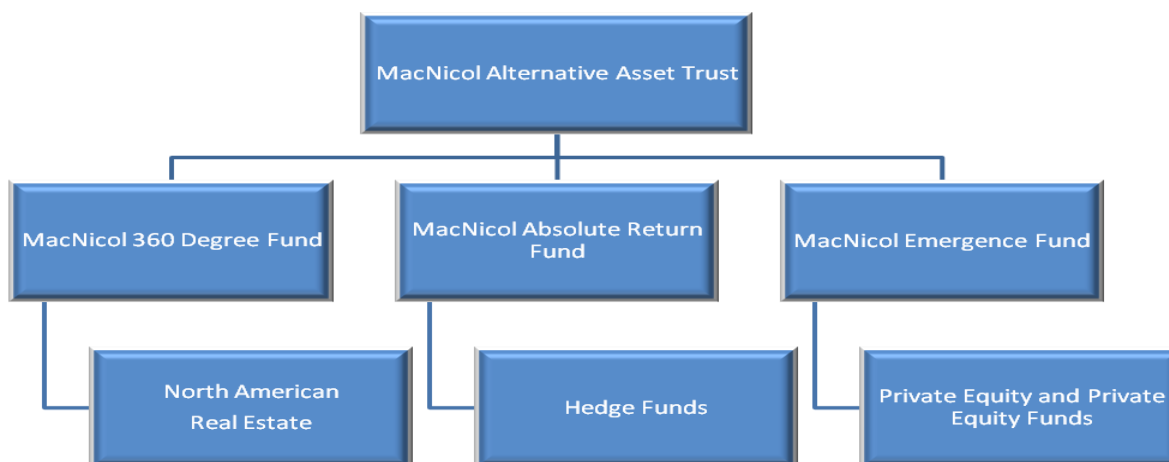 MacNicol Alternative Asset Trust
MacNicol 360 Degree Fund
MacNicol Absolute Return
Fund
MacNicol Emergence Fund
North American
Real Estate
Hedge Funds
Private Equity and Private
Equity Funds